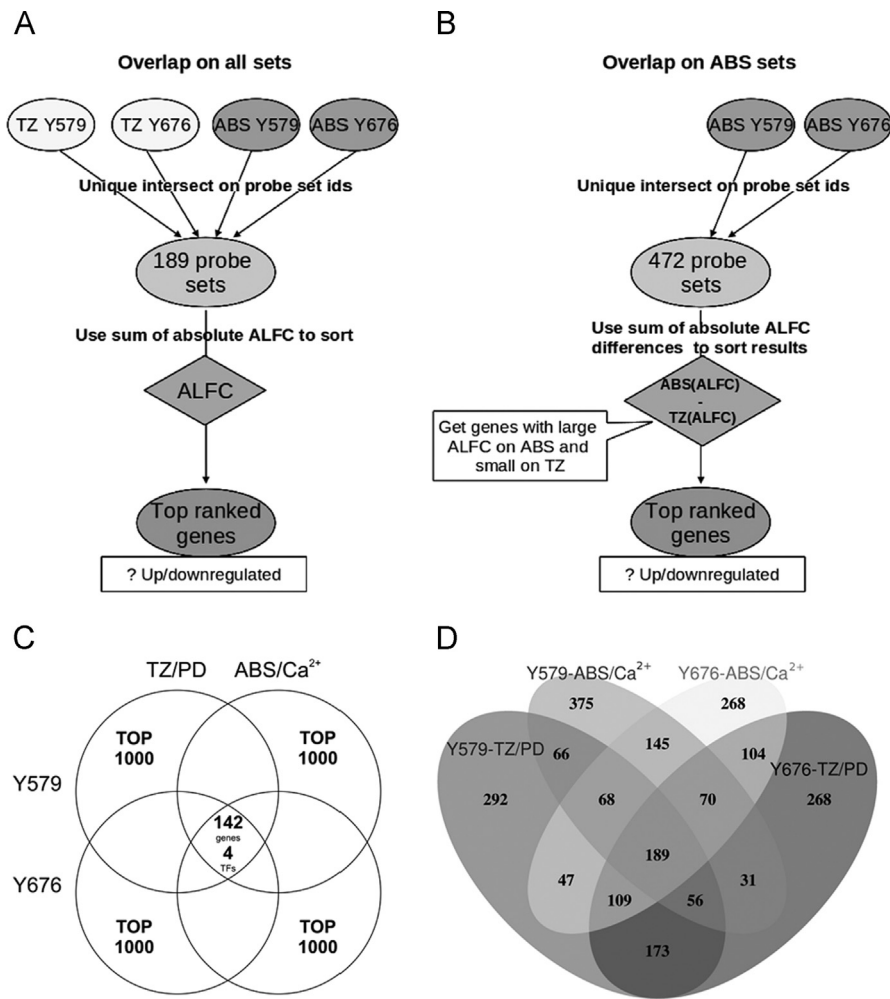 A
Overlap on all sets
TZ Y579
TZ Y676
ABS Y579
ABS Y676
Unique intersect on probe set ids
189 probe
sets
Use sum of absolute ALFC to sort
ALFC
Top ranked
genes
? Up/downregulated
B
Overlap on ABS sets
ABS Y579
ABS Y676
Unique intersect on probe set ids
472 probe
sets
Use sum of absolute ALFC
differences to sort results
ABS(ALFC)
-
TZ(ALFC)
Get genes with large
ALFC on ABS and
small on TZ
Top ranked
genes
? Up/downregulated
C
TZ/PD
ABS/Ca²⁺
Y579
Y676
TOP
1000
TOP
1000
142
genes
4
TFs
TOP
1000
TOP
1000
D
Y579-ABS/Ca²⁺
Y676-ABS/Ca²⁺
Y579-TZ/PD
Y676-TZ/PD
375
268
145
66
104
292
68
70
268
189
47
31
109
56
173